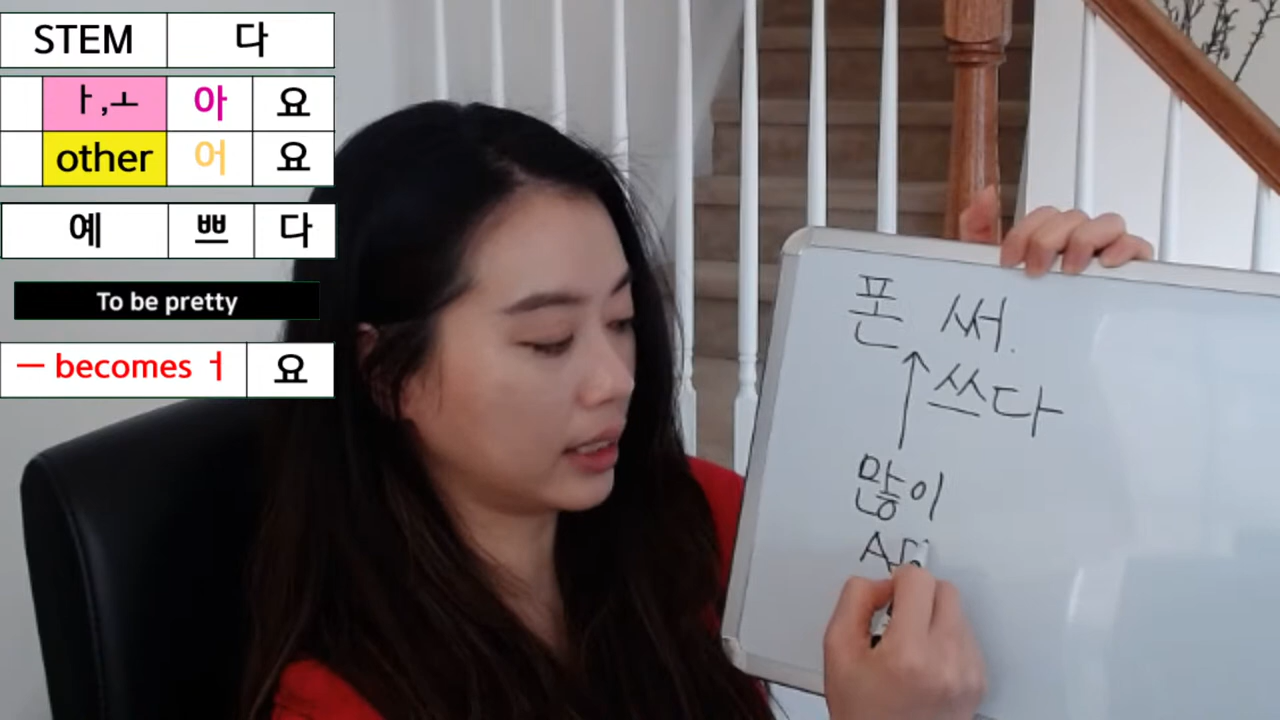 STEM 다
ㅏ,ㅗ 아 요
other 어 요
예 쁘 다
To be pretty
ㅡ becomes ㅓ 요
폰 써.
쓰다
많이
AD